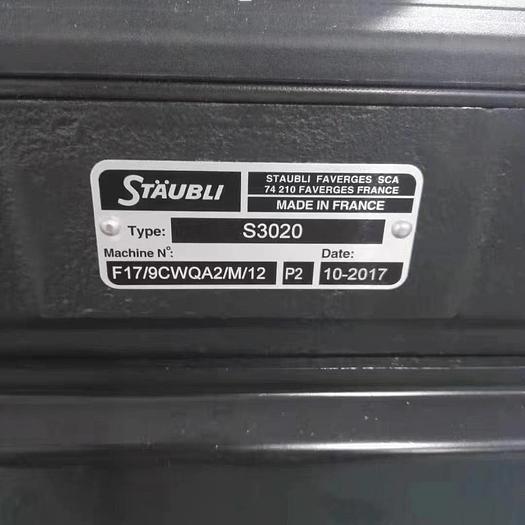 STÄUBLI
STAUBLI FAVERGES SCA
74 210 FAVERGES FRANCE
MADE IN FRANCE
Type: S3020
Machine N°: Date:
F17/9CWQA2/M/12 P2 10-2017